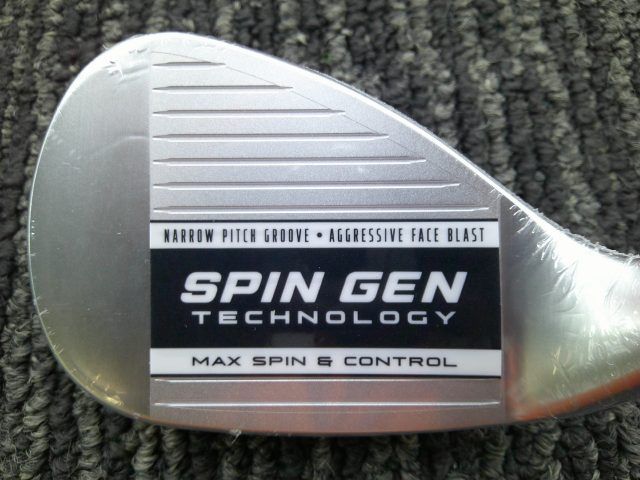 NARROW PITCH GROOVE • AGGRESSIVE FACE BLAST
SPIN GEN
TECHNOLOGY
MAX SPIN & CONTROL